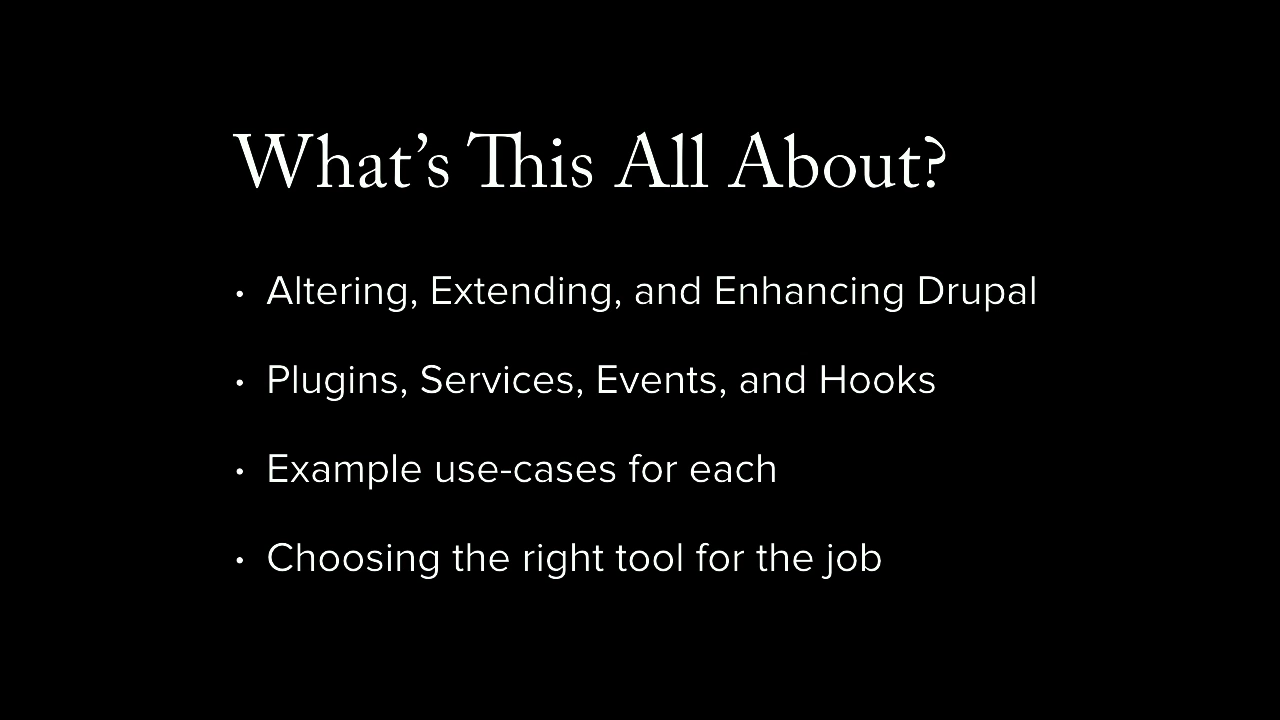 What’s This All About?
• Altering, Extending, and Enhancing Drupal
• Plugins, Services, Events, and Hooks
• Example use-cases for each
• Choosing the right tool for the job